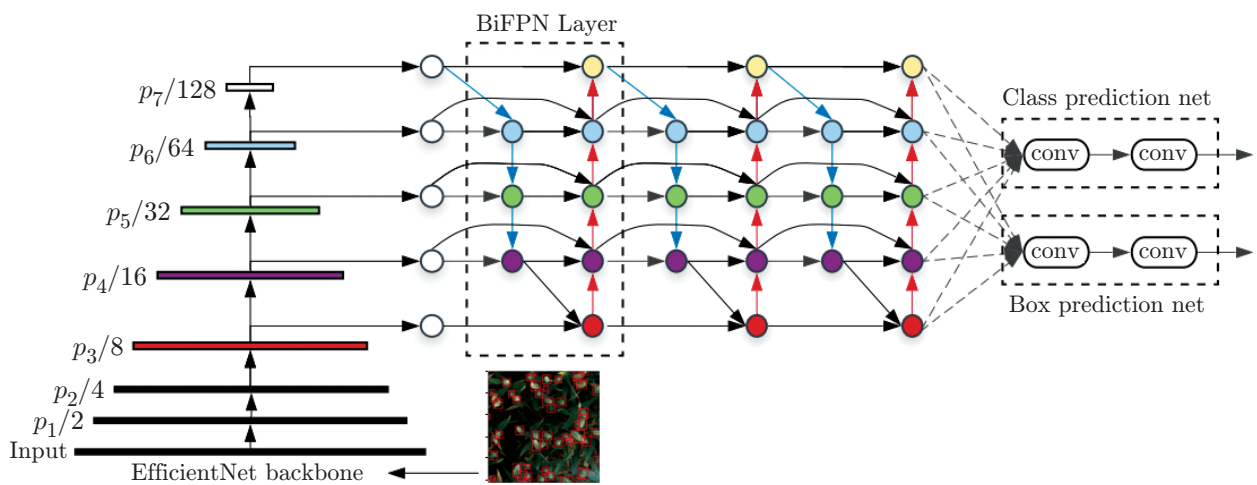 BiFPN Layer
p7/128
p6/64
p5/32
p4/16
p3/8
p2/4
p1/2
Input
EfficientNet backbone
Class prediction net
conv conv
conv conv
Box prediction net